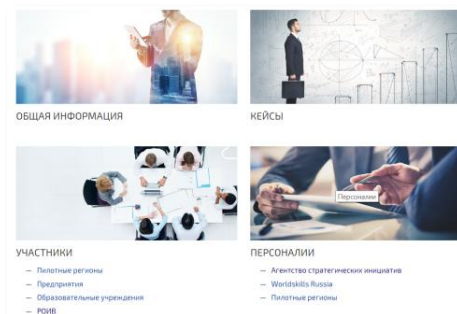 ОБЩАЯ ИНФОРМАЦИЯ
КЕЙСЫ
Персоналии
УЧАСТНИКИ
— Пилотные регионы
— Предприятия
— Образовательные учреждения
— РОИВ
ПЕРСОНАЛИИ
— Агентство стратегических инициатив
— Worldskills Russia
— Пилотные регионы